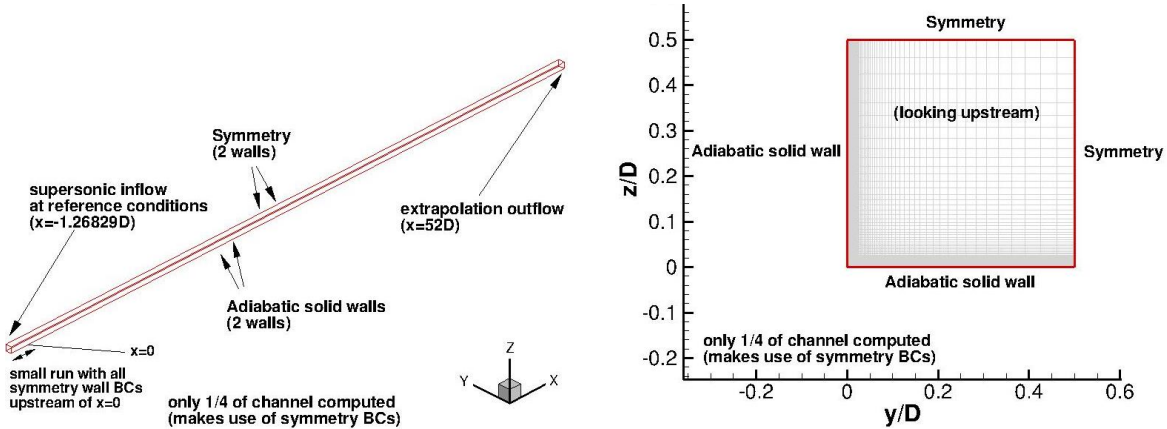 Symmetry
(2 walls)
supersonic inflow
at reference conditions
(x=-1.26829D)
extrapolation outflow
(x=52D)
Adiabatic solid walls
(2 walls)
x=0
small run with all
symmetry wall BCs
upstream of x=0
only 1/4 of channel computed
(makes use of symmetry BCs)
Z
Y
X
Symmetry
0.5
(looking upstream)
0.4
0.3
Adiabatic solid wall
Symmetry
z/D
0.2
0.1
0
Adiabatic solid wall
-0.1
only 1/4 of channel computed
(makes use of symmetry BCs)
-0.2
-0.2 0 0.2 0.4 0.6
y/D